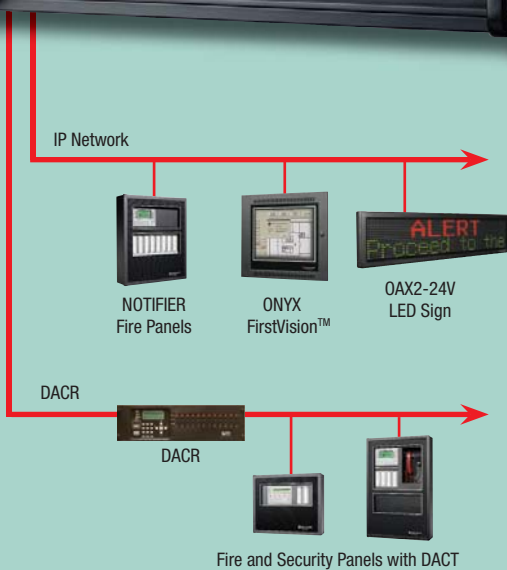 IP Network
ALERT
Proceed to the
NOTIFIER
Fire Panels
ONYX
FirstVision™
OAX2-24V
LED Sign
DACR
DACR
Fire and Security Panels with DACT